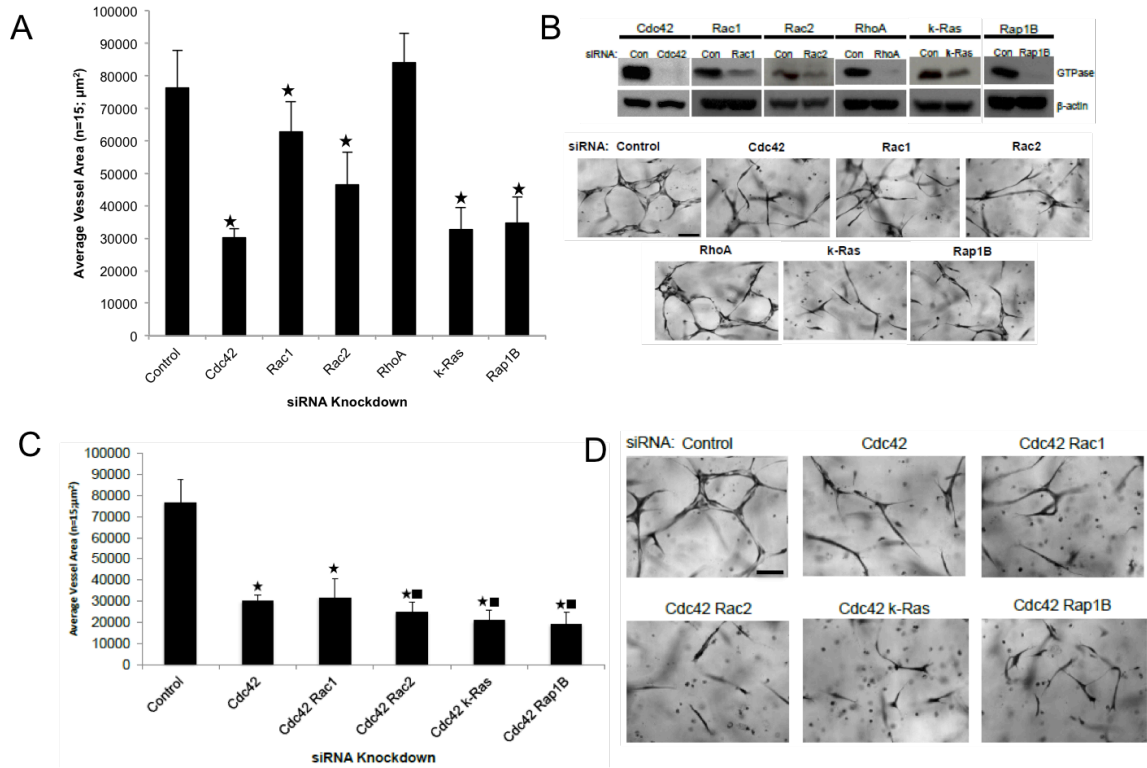 A
Average Vessel Area (n=15; µm²)
100000
90000
80000
70000
60000
50000
40000
30000
20000
10000
0
Control
Cdc42
Rac1
Rac2
RhoA
k-Ras
Rap1B
siRNA Knockdown
B
Cdc42 Rac1 Rac2 RhoA k-Ras Rap1B
siRNA: Con Cdc42 Con Rac1 Con Rac2 Con RhoA Con k-Ras Con Rap1B
GTPase
β-actin
siRNA: Control Cdc42 Rac1 Rac2
RhoA k-Ras Rap1B
C
Average Vessel Area (n=15;µm²)
100000
90000
80000
70000
60000
50000
40000
30000
20000
10000
0
Control
Cdc42
Cdc42 Rac1
Cdc42 Rac2
Cdc42 k-Ras
Cdc42 Rap1B
siRNA Knockdown
D
siRNA: Control Cdc42 Cdc42 Rac1
Cdc42 Rac2 Cdc42 k-Ras Cdc42 Rap1B